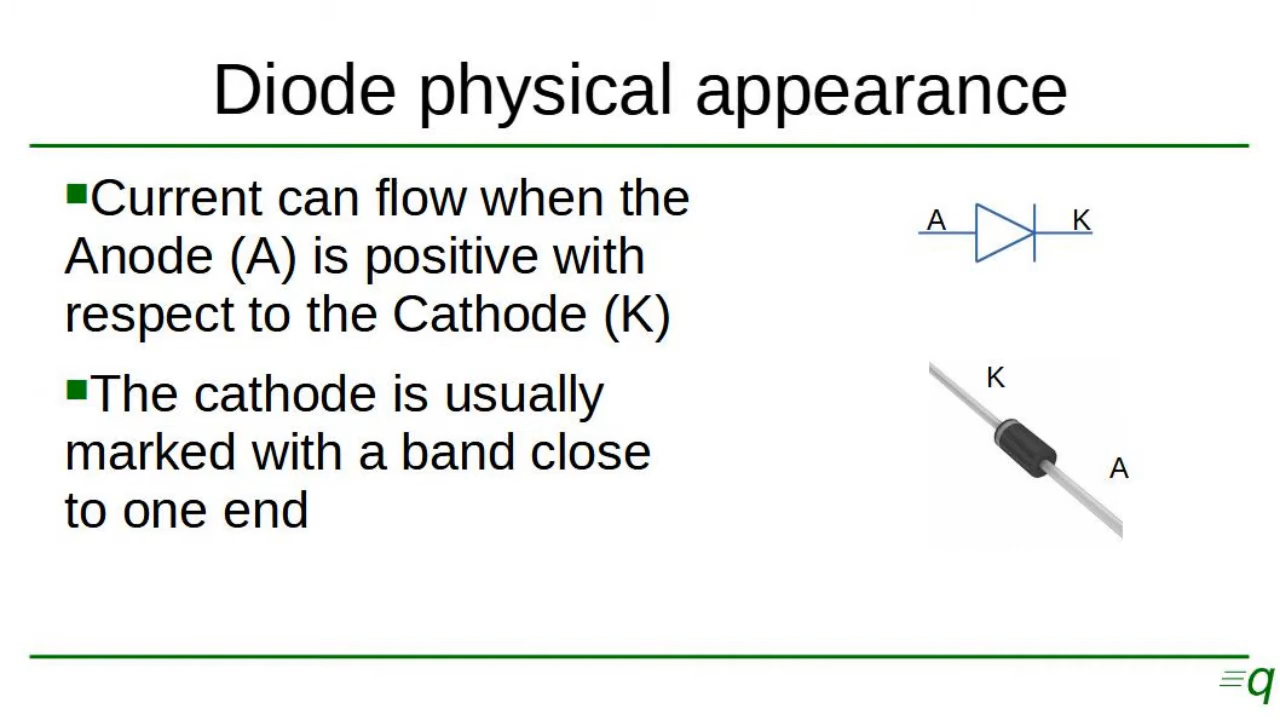 Diode physical appearance
Current can flow when the
Anode (A) is positive with
respect to the Cathode (K)
The cathode is usually
marked with a band close
to one end
A K
K
A
q